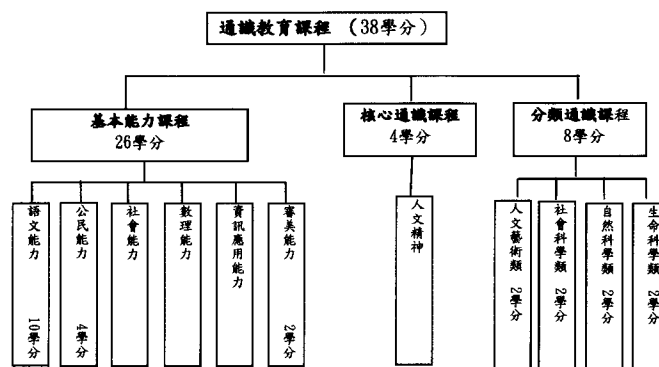 通識教育課程 (38學分)
基本能力課程
26學分
核心通識課程
4學分
分類通識課程
8學分
語文能力 10學分
公民能力 4學分
社會能力
數理能力
資訊應用能力
審美能力 2學分
人文精神
人文藝術類 2學分
社會科學類 2學分
自然科學類 2學分
生命科學類 2學分